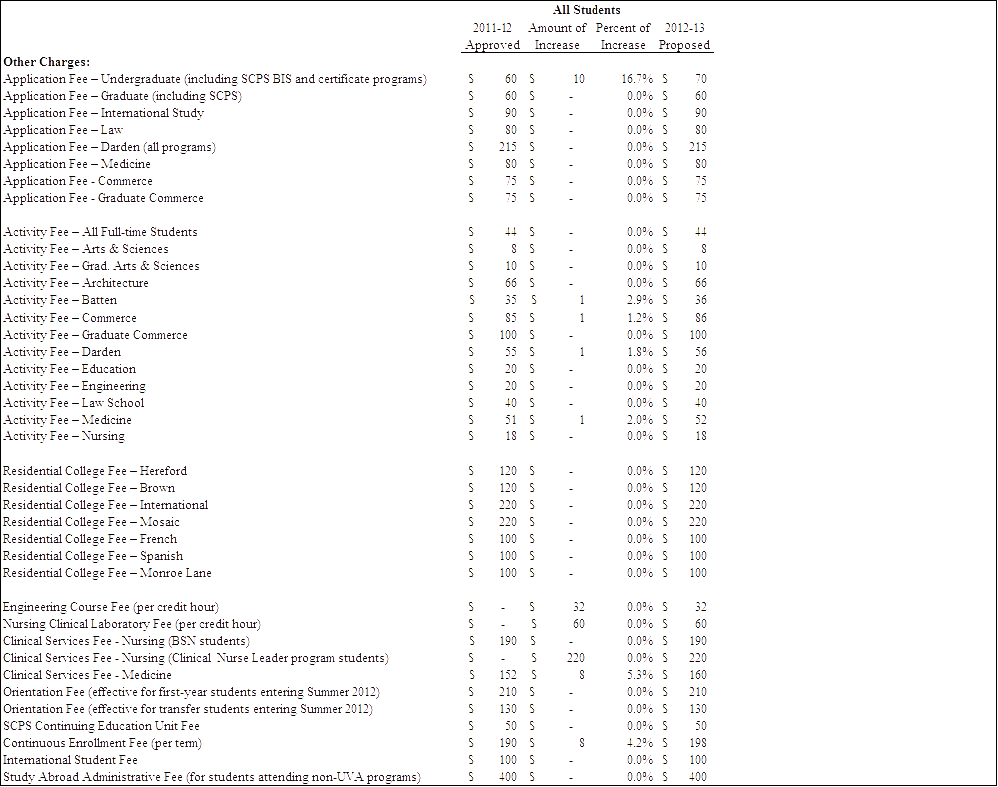 All Students
2011-12 Amount of Percent of 2012-13
Approved Increase Increase Proposed
Other Charges:
Application Fee – Undergraduate (including SCPS BIS and certificate programs) $ 60 $ 10 16.7% $ 70
Application Fee – Graduate (including SCPS) $ 60 $ - 0.0% $ 60
Application Fee – International Study $ 90 $ - 0.0% $ 90
Application Fee – Law $ 80 $ - 0.0% $ 80
Application Fee – Darden (all programs) $ 215 $ - 0.0% $ 215
Application Fee – Medicine $ 80 $ - 0.0% $ 80
Application Fee - Commerce $ 75 $ - 0.0% $ 75
Application Fee - Graduate Commerce $ 75 $ - 0.0% $ 75
Activity Fee – All Full-time Students $ 44 $ - 0.0% $ 44
Activity Fee – Arts & Sciences $ 8 $ - 0.0% $ 8
Activity Fee – Grad. Arts & Sciences $ 10 $ - 0.0% $ 10
Activity Fee – Architecture $ 66 $ - 0.0% $ 66
Activity Fee – Batten $ 35 $ 1 2.9% $ 36
Activity Fee – Commerce $ 85 $ 1 1.2% $ 86
Activity Fee – Graduate Commerce $ 100 $ - 0.0% $ 100
Activity Fee – Darden $ 55 $ 1 1.8% $ 56
Activity Fee – Education $ 20 $ - 0.0% $ 20
Activity Fee – Engineering $ 20 $ - 0.0% $ 20
Activity Fee – Law School $ 40 $ - 0.0% $ 40
Activity Fee – Medicine $ 51 $ 1 2.0% $ 52
Activity Fee – Nursing $ 18 $ - 0.0% $ 18
Residential College Fee – Hereford $ 120 $ - 0.0% $ 120
Residential College Fee – Brown $ 120 $ - 0.0% $ 120
Residential College Fee – International $ 220 $ - 0.0% $ 220
Residential College Fee – Mosaic $ 220 $ - 0.0% $ 220
Residential College Fee – French $ 100 $ - 0.0% $ 100
Residential College Fee – Spanish $ 100 $ - 0.0% $ 100
Residential College Fee – Monroe Lane $ 100 $ - 0.0% $ 100
Engineering Course Fee (per credit hour) $ - $ 32 0.0% $ 32
Nursing Clinical Laboratory Fee (per credit hour) $ - $ 60 0.0% $ 60
Clinical Services Fee - Nursing (BSN students) $ 190 $ - 0.0% $ 190
Clinical Services Fee - Nursing (Clinical Nurse Leader program students) $ - $ 220 0.0% $ 220
Clinical Services Fee - Medicine $ 152 $ 8 5.3% $ 160
Orientation Fee (effective for first-year students entering Summer 2012) $ 210 $ - 0.0% $ 210
Orientation Fee (effective for transfer students entering Summer 2012) $ 130 $ - 0.0% $ 130
SCPS Continuing Education Unit Fee $ 50 $ - 0.0% $ 50
Continuous Enrollment Fee (per term) $ 190 $ 8 4.2% $ 198
International Student Fee $ 100 $ - 0.0% $ 100
Study Abroad Administrative Fee (for students attending non-UVA programs) $ 400 $ - 0.0% $ 400